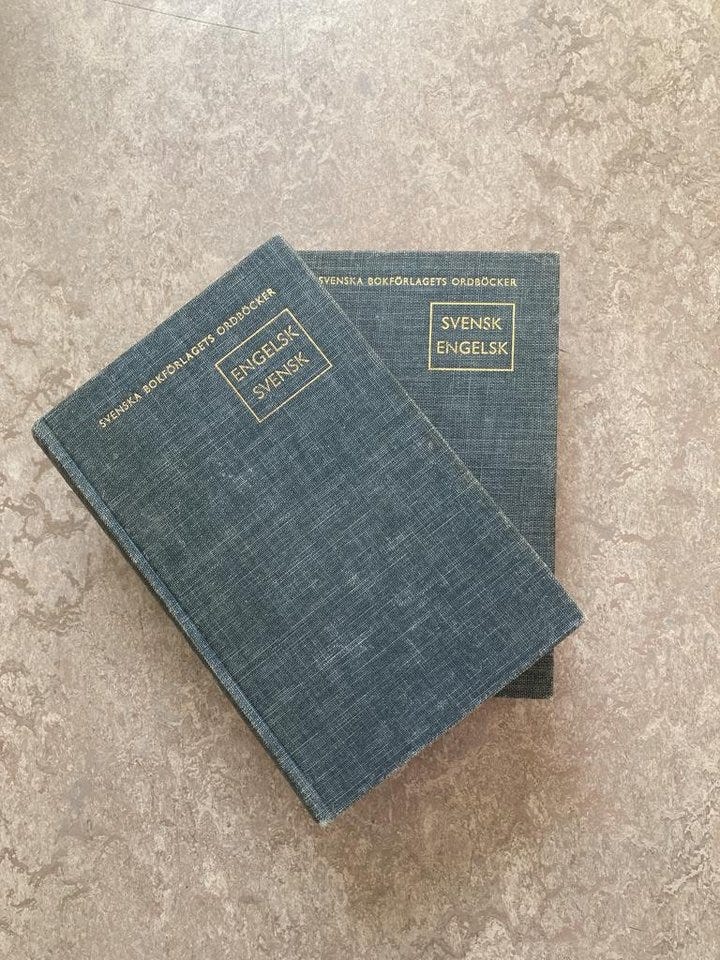 SVENSKA BOKFÖRLAGETS ORDBÖCKER
ENGELSK
SVENSK
SVENSKA BOKFÖRLAGETS ORDBÖCKER
SVENSK
ENGELSK